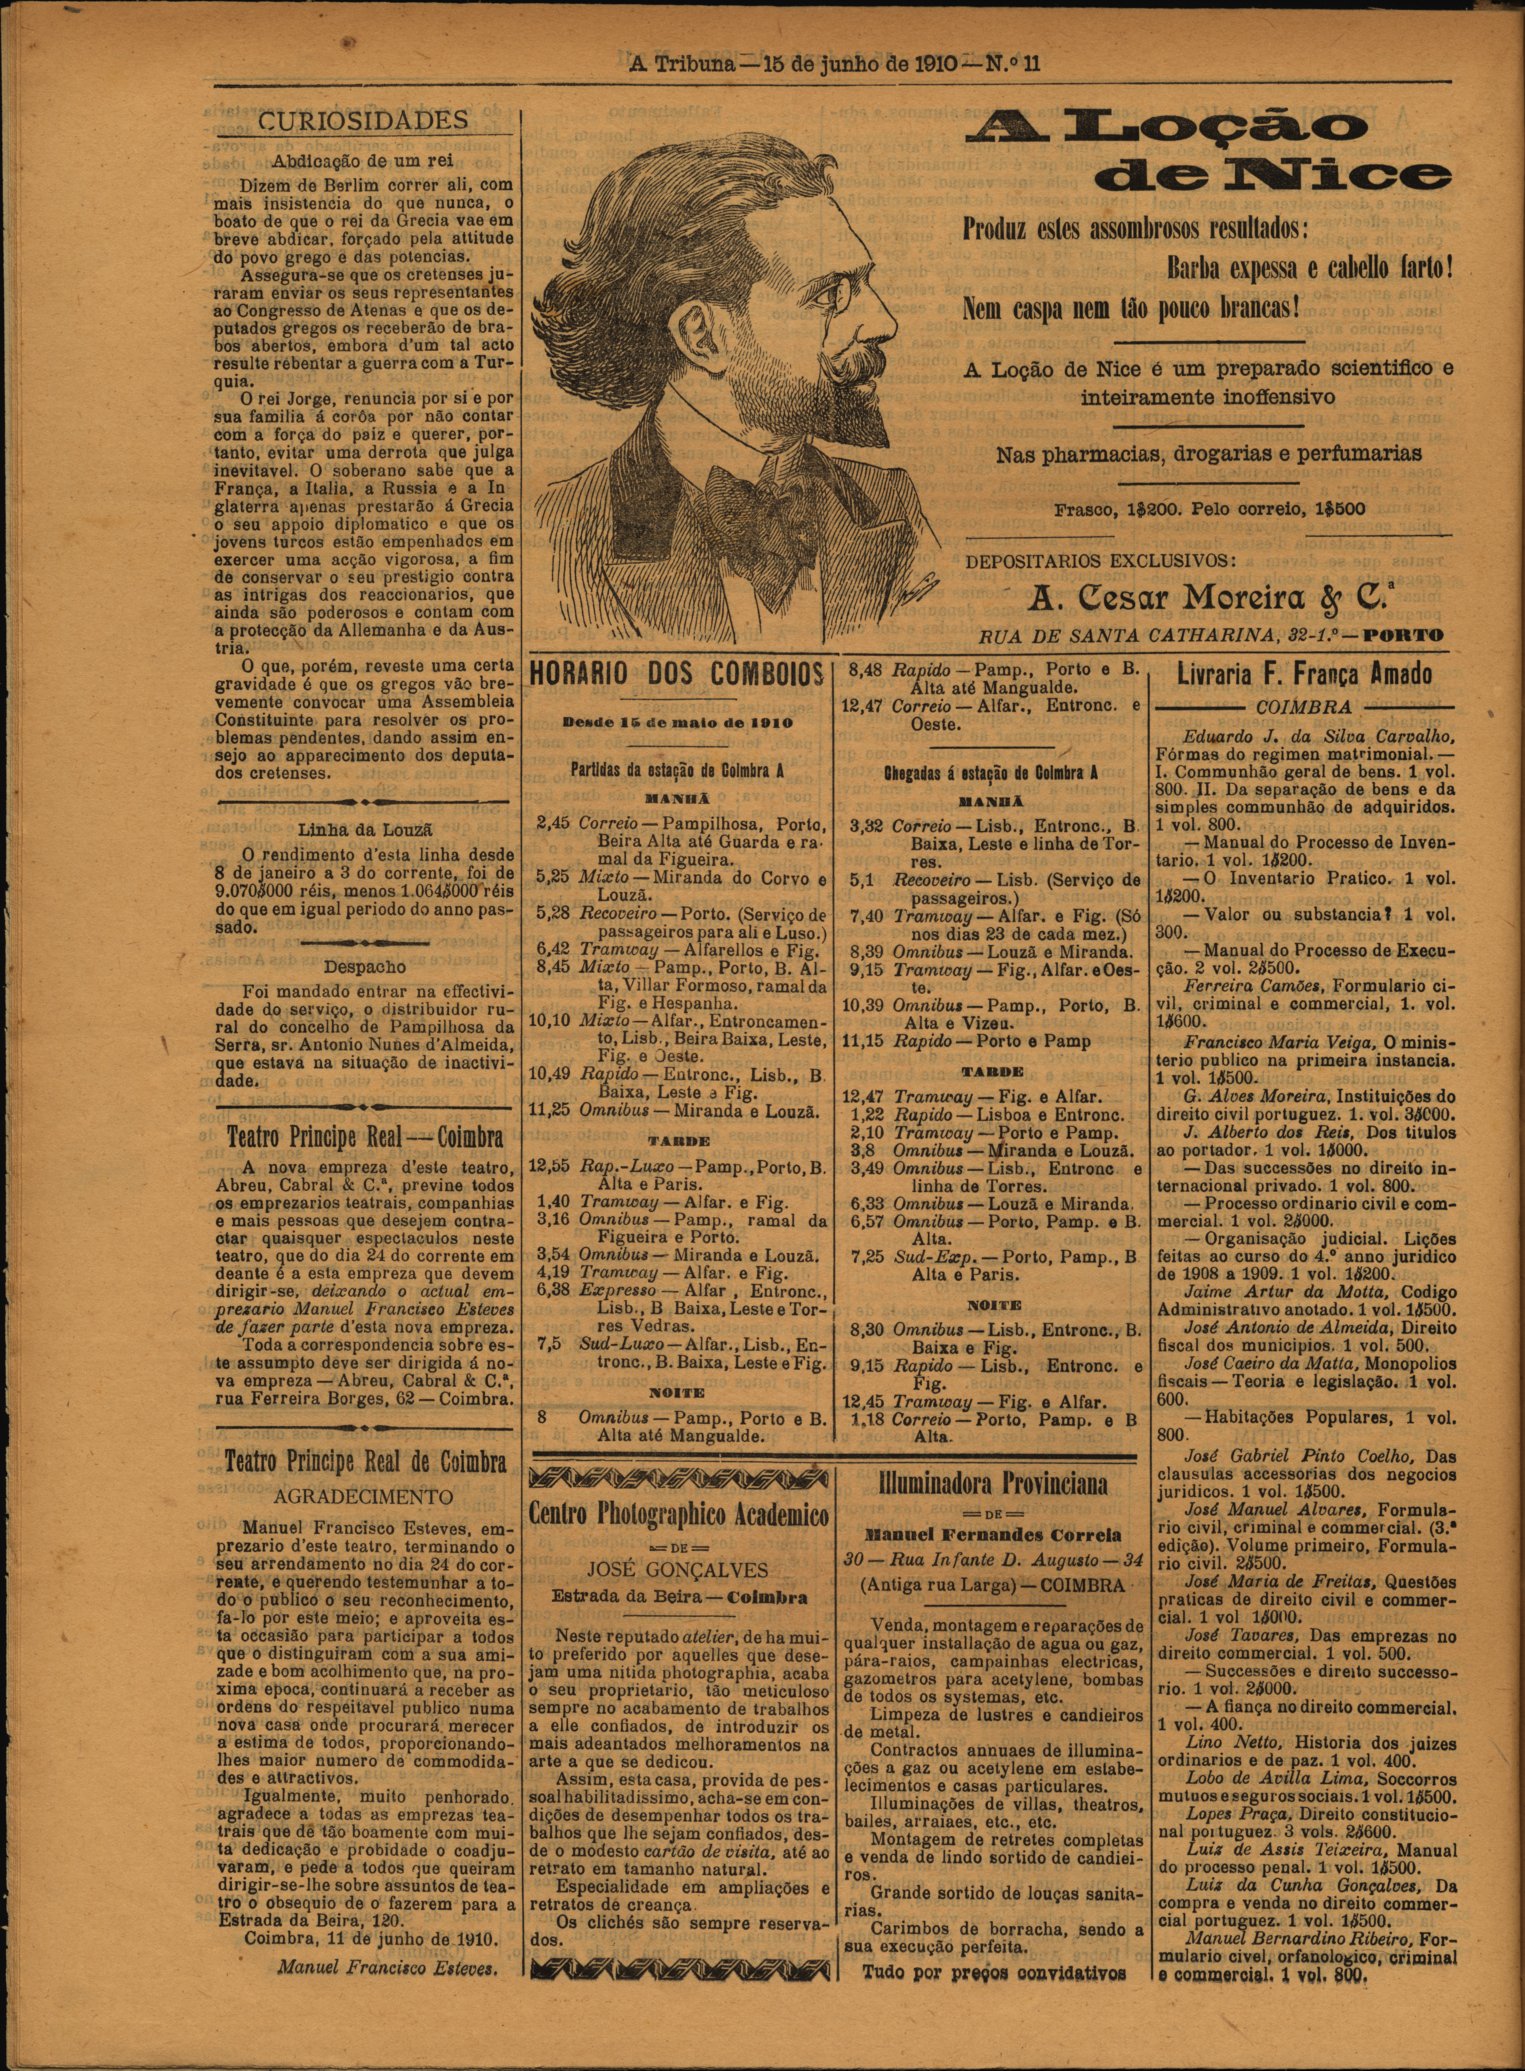 A Tribuna — 15 de junho de 1910 — N.º 11
CURIOSIDADES
Abdicação de um rei
Dizem de Berlim correr ali, com
mais insistencia do que nunca, o
boato de que o rei da Grecia vae em
breve abdicar, forçado pela attitude
do povo grego e das potencias.
Assegura-se que os cretenses ju-
raram enviar os seus representantes
ao Congresso de Atenas e que os de-
putados gregos os receberão de bra-
bos abertos, embora d'um tal acto
resulte rebentar a guerra com a Tur-
quia.
O rei Jorge, renuncia por si e por
sua familia á corôa por não contar
com a força do paiz e querer, por-
tanto, evitar uma derrota que julga
inevitavel. O soberano sabe que a
França, a Italia, a Russia e a In
glaterra apenas prestarão á Grecia
o seu appoio diplomatico e que os
jovens turcos estão empenhados em
exercer uma acção vigorosa, a fim
de conservar o seu prestigio contra
as intrigas dos reaccionarios, que
ainda são poderosos e contam com
a protecção da Allemanha e da Aus-
tria.
O que, porém, reveste uma certa
gravidade é que os gregos vão bre-
vemente convocar uma Assembleia
Constituinte para resolver os pro-
blemas pendentes, dando assim en-
sejo ao apparecimento dos deputa-
dos cretenses.
Linha da Louzã
O rendimento d'esta linha desde
8 de janeiro a 3 do corrente, foi de
9.070$000 réis, menos 1.064$000 réis
do que em igual periodo do anno pas-
sado.
Despacho
Foi mandado entrar na effectivi-
dade do serviço, o distribuidor ru-
ral do concelho de Pampilhosa da
Serra, sr. Antonio Nunes d'Almeida,
que estava na situação de inactivi-
dade.
Teatro Principe Real — Coimbra
A nova empreza d'este teatro,
Abreu, Cabral & C.ª, previne todos
os emprezarios teatrais, companhias
e mais pessoas que desejem contra-
ctar quaisquer espectaculos neste
teatro, que do dia 24 do corrente em
deante é a esta empreza que devem
dirigir-se, deixando o actual em-
prezario Manuel Francisco Esteves
de fazer parte d'esta nova empreza.
Toda a correspondencia sobre es-
te assumpto deve ser dirigida á no-
va empreza — Abreu, Cabral & C.ª,
rua Ferreira Borges, 62 — Coimbra.
Teatro Principe Real de Coimbra
AGRADECIMENTO
Manuel Francisco Esteves, em-
prezario d'este teatro, terminando o
seu arrendamento no dia 24 do cor-
rente, e querendo testemunhar a to-
do o publico o seu reconhecimento,
fa-lo por este meio; e aproveita es-
ta occasião para participar a todos
que o distinguiram com a sua ami-
zade e bom acolhimento que, na pro-
xima epoca, continuará a receber as
ordens do respeitavel publico numa
nova casa onde procurará merecer
a estima de todos, proporcionando-
lhes maior numero de commodida-
des e attractivos.
Igualmente, muito penhorado
agradece a todas as emprezas tea-
trais que de tão boamente com mui-
ta dedicação e probidade o coadju-
varam, e pede a todos que queiram
dirigir-se-lhe sobre assuntos de tea-
tro o obsequio de o fazerem para a
Estrada da Beira, 120.
Coimbra, 11 de junho de 1910.
Manuel Francisco Esteves.
A Loção
de Nice
Produz estes assombrosos resultados:
Barba expessa e cabello farto!
Nem caspa nem tão pouco brancas!
A Loção de Nice é um preparado scientifico e
inteiramente inoffensivo
Nas pharmacias, drogarias e perfumarias
Frasco, 1$200. Pelo correio, 1$500
DEPOSITARIOS EXCLUSIVOS:
A. Cesar Moreira & C.ª
RUA DE SANTA CATHARINA, 32-1.º — PORTO
HORARIO DOS COMBOIOS
Desde 15 de maio de 1910
Partidas da estação de Coimbra A
MANHÃ
2,45 Correio — Pampilhosa, Porto,
Beira Alta até Guarda e ra-
mal da Figueira.
5,25 Mixto — Miranda do Corvo e
Louzã.
5,28 Recoveiro — Porto. (Serviço de
passageiros para ali e Luso.)
6,42 Tramway — Alfarellos e Fig.
8,45 Mixto — Pamp., Porto, B. Al-
ta, Villar Formoso, ramal da
Fig. e Hespanha.
10,10 Mixto — Alfar., Entroncamen-
to, Lisb., Beira Baixa, Leste,
Fig. e Oeste.
10,49 Rapido — Entronc., Lisb., B.
Baixa, Leste e Fig.
11,25 Omnibus — Miranda e Louzã.
TARDE
12,55 Rap.-Luxo — Pamp., Porto, B.
Alta e Paris.
1,40 Tramway — Alfar. e Fig.
3,16 Omnibus — Pamp., ramal da
Figueira e Porto.
3,54 Omnibus — Miranda e Louzã.
4,19 Tramway — Alfar. e Fig.
6,38 Expresso — Alfar , Entronc.,
Lisb., B Baixa, Leste e Tor-
res Vedras.
7,5 Sud-Luxo — Alfar., Lisb., En-
tronc., B. Baixa, Leste e Fig.
NOITE
8 Omnibus — Pamp., Porto e B.
Alta até Mangualde.
8,48 Rapido — Pamp., Porto e B.
Alta até Mangualde.
12,47 Correio — Alfar., Entronc. e
Oeste.
Chegadas á estação de Coimbra A
MANHÃ
3,32 Correio — Lisb., Entronc., B.
Baixa, Leste e linha de Tor-
res.
5,1 Recoveiro — Lisb. (Serviço de
passageiros.)
7,40 Tramway — Alfar. e Fig. (Só
nos dias 23 de cada mez.)
8,39 Omnibus — Louzã e Miranda.
9,15 Tramway — Fig., Alfar. e Oes-
te.
10,39 Omnibus — Pamp., Porto, B.
Alta e Vizeu.
11,15 Rapido — Porto e Pamp
TARDE
12,47 Tramway — Fig. e Alfar.
1,22 Rapido — Lisboa e Entronc.
2,10 Tramway — Porto e Pamp.
3,8 Omnibus — Miranda e Louzã.
3,49 Omnibus — Lisb., Entronc e
linha de Torres.
6,33 Omnibus — Louzã e Miranda.
6,57 Omnibus — Porto, Pamp. e B.
Alta.
7,25 Sud-Exp. — Porto, Pamp., B
Alta e Paris.
NOITE
8,30 Omnibus — Lisb., Entronc., B.
Baixa e Fig.
9,15 Rapido — Lisb., Entronc. e
Fig.
12,45 Tramway — Fig. e Alfar.
1,18 Correio — Porto, Pamp. e B
Alta.
Centro Photographico Academico
DE
JOSÉ GONÇALVES
Estrada da Beira — Coimbra
Neste reputado atelier, de ha mui-
to preferido por aquelles que dese-
jam uma nitida photographia, acaba
o seu proprietario, tão meticuloso
sempre no acabamento de trabalhos
a elle confiados, de introduzir os
mais adeantados melhoramentos na
arte a que se dedicou.
Assim, esta casa, provida de pes-
soal habilitadissimo, acha-se em con-
dições de desempenhar todos os tra-
balhos que lhe sejam confiados, des-
de o modesto cartão de visita, até ao
retrato em tamanho natural.
Especialidade em ampliações e
retratos de creança.
Os clichés são sempre reserva-
dos.
Illuminadora Provinciana
DE
Manuel Fernandes Correia
30 — Rua Infante D. Augusto — 34
(Antiga rua Larga) — COIMBRA
Venda, montagem e reparações de
qualquer installação de agua ou gaz,
pára-raios, campainhas electricas,
gazometros para acetylene, bombas
de todos os systemas, etc.
Limpeza de lustres e candieiros
de metal.
Contractos annuaes de illumina-
ções a gaz ou acetylene em estabe-
lecimentos e casas particulares.
Illuminações de villas, theatros,
bailes, arraiaes, etc., etc.
Montagem de retretes completas
e venda de lindo sortido de candiei-
ros.
Grande sortido de louças sanita-
rias.
Carimbos de borracha, sendo a
sua execução perfeita.
Tudo por preços convidativos
Livraria F. França Amado
COIMBRA
Eduardo J. da Silva Carvalho,
Fórmas do regimen matrimonial. —
I. Communhão geral de bens. 1 vol.
800. II. Da separação de bens e da
simples communhão de adquiridos.
1 vol. 800.
— Manual do Processo de Inven-
tario. 1 vol. 1$200.
— O Inventario Pratico. 1 vol.
1$200.
— Valor ou substancia? 1 vol.
300.
— Manual do Processo de Execu-
ção. 2 vol. 2$500.
Ferreira Camões, Formulario ci-
vil, criminal e commercial, 1. vol.
1$600.
Francisco Maria Veiga, O minis-
terio publico na primeira instancia.
1 vol. 1$500.
G. Alves Moreira, Instituições do
direito civil portuguez. 1. vol. 3$000.
J. Alberto dos Reis, Dos titulos
ao portador. 1 vol. 1$000.
— Das successões no direito in-
ternacional privado. 1 vol. 800.
— Processo ordinario civil e com-
mercial. 1 vol. 2$000.
— Organisação judicial. Lições
feitas ao curso do 4.º anno juridico
de 1908 a 1909. 1 vol. 1$200.
Jaime Artur da Motta, Codigo
Administrativo anotado. 1 vol. 1$500.
José Antonio de Almeida, Direito
fiscal dos municipios. 1 vol. 500.
José Caeiro da Matta, Monopolios
fiscais — Teoria e legislação. 1 vol.
600.
— Habitações Populares, 1 vol.
800.
José Gabriel Pinto Coelho, Das
clausulas accessorias dos negocios
juridicos. 1 vol. 1$500.
José Manuel Alvares, Formula-
rio civil, criminal e commercial. (3.ª
edição). Volume primeiro, Formula-
rio civil. 2$500.
José Maria de Freitas, Questões
praticas de direito civil e commer-
cial. 1 vol 1$000.
José Tavares, Das emprezas no
direito commercial. 1 vol. 500.
— Successões e direito successo-
rio. 1 vol. 2$000.
— A fiança no direito commercial.
1 vol. 400.
Lino Netto, Historia dos juizes
ordinarios e de paz. 1 vol. 400.
Lobo de Avilla Lima, Soccorros
mutuos e seguros sociais. 1 vol. 1$500.
Lopes Praça, Direito constitucio-
nal portuguez. 3 vols. 2$600.
Luiz de Assis Teixeira, Manual
do processo penal. 1 vol. 1$500.
Luiz da Cunha Gonçalves, Da
compra e venda no direito commer-
cial portuguez. 1 vol. 1$500.
Manuel Bernardino Ribeiro, For-
mulario civel, orfanologico, criminal
e commercial. 1 vol. 800.